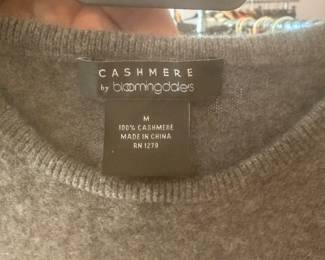 CASHMERE
by bloomingdale's
M
100% CASHMERE
MADE IN CHINA
RN 1279